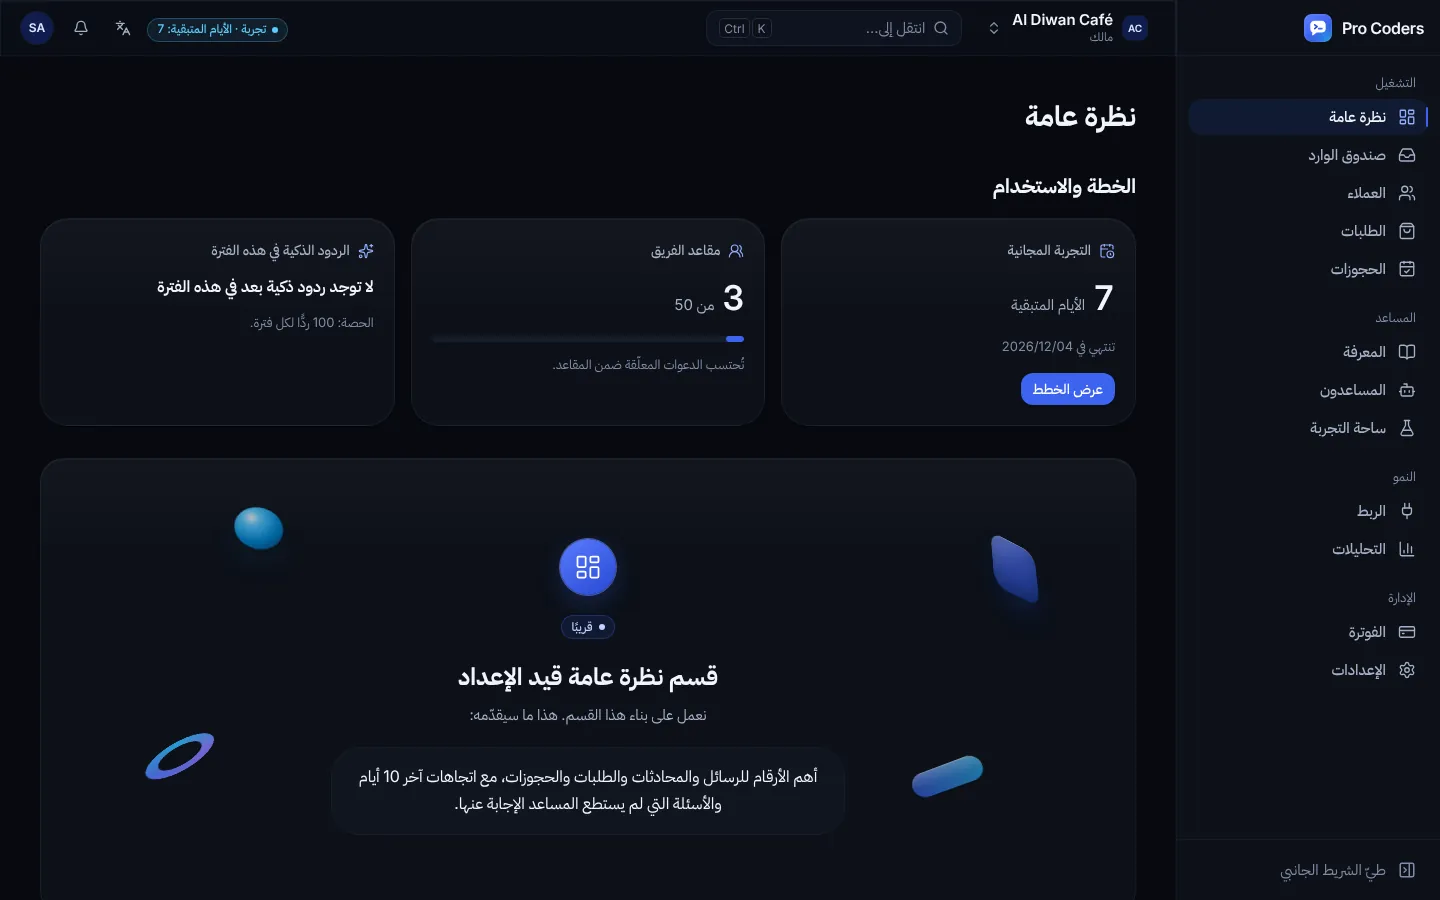 Pro Coders
التشغيل
نظرة عامة
صندوق الوارد
العملاء
الطلبات
الحجوزات
المساعد
المعرفة
المساعدون
ساحة التجربة
النمو
الربط
التحليلات
الإدارة
الفوترة
الإعدادات
طيّ الشريط الجانبي
AC
Al Diwan Café
مالك
انتقل إلى...
Ctrl K
تجربة · الأيام المتبقية: 7
SA
نظرة عامة
الخطة والاستخدام
التجربة المجانية
7 الأيام المتبقية
تنتهي في 2026/12/04
عرض الخطط
مقاعد الفريق
3 من 50
تُحتسب الدعوات المعلّقة ضمن المقاعد.
الردود الذكية في هذه الفترة
لا توجد ردود ذكية بعد في هذه الفترة
الحصة: 100 ردًّا لكل فترة.
قريبًا
قسم نظرة عامة قيد الإعداد
نعمل على بناء هذا القسم. هذا ما سيقدّمه:
أهم الأرقام للرسائل والمحادثات والطلبات والحجوزات، مع اتجاهات آخر 10 أيام
والأسئلة التي لم يستطع المساعد الإجابة عنها.